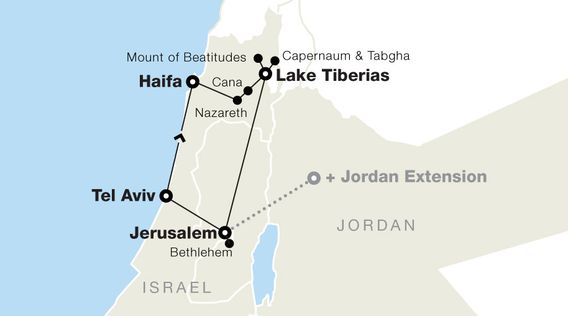 Mount of Beatitudes
Capernaum & Tabgha
Haifa
Cana
Lake Tiberias
Nazareth
+ Jordan Extension
Tel Aviv
Jerusalem
JORDAN
Bethlehem
ISRAEL